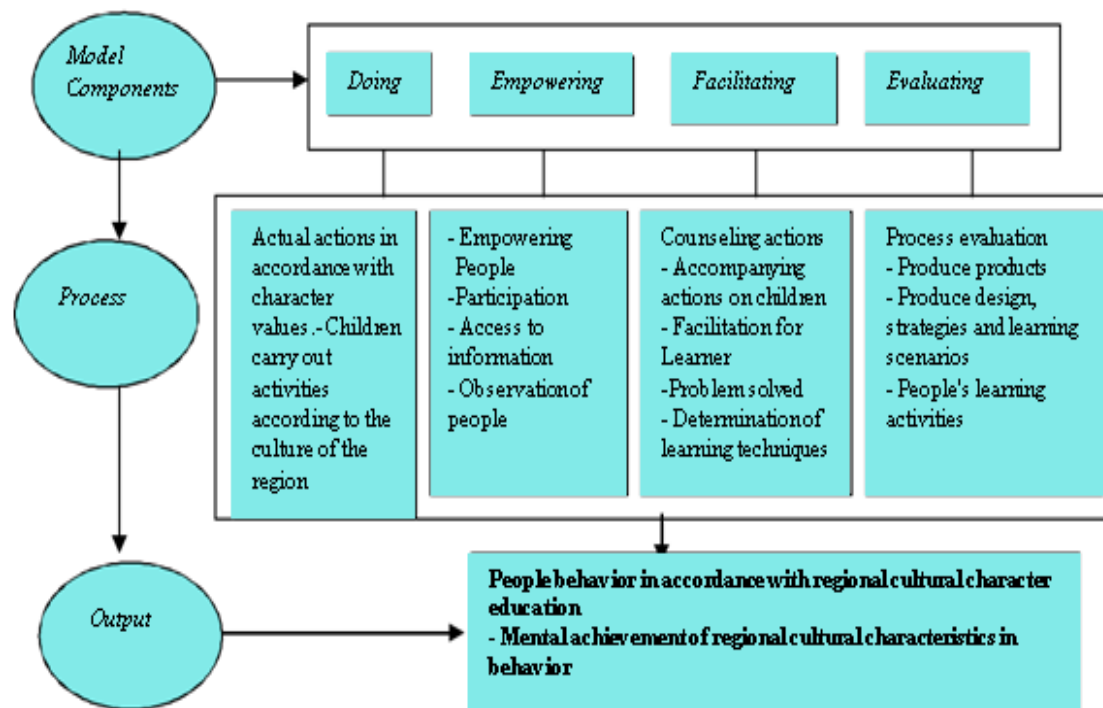 Model
Components
Doing
Empowering
Facilitating
Evaluating
Process
Actual actions in
accordance with
character
values .- Children
carry out
activities
according to the
culture of the
region
- Empowering
People
-Participation
- Access to
information
- Observation of
people
Counseling actions
- Accompanying
actions on children
- Facilitation for
Learner
-Problem solved
- Determination of
learning techniques
Process evaluation
- Produce products
- Produce design,
strategies and learning
scenarios
- People's learning
activities
Output
People behavior in accordance with regional cultural character
education
- Mental achievement of regional cultural characteristics in
behavior